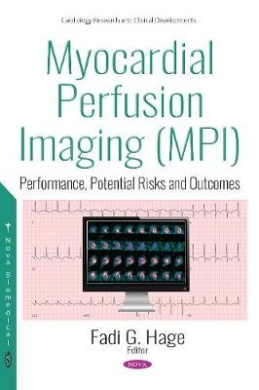 Cardiology Research and Clinical Developments
Myocardial
Perfusion
Imaging (MPI)
Performance, Potential Risks and Outcomes
Nova Biomedical
Fadi G. Hage
Editor
NOVA